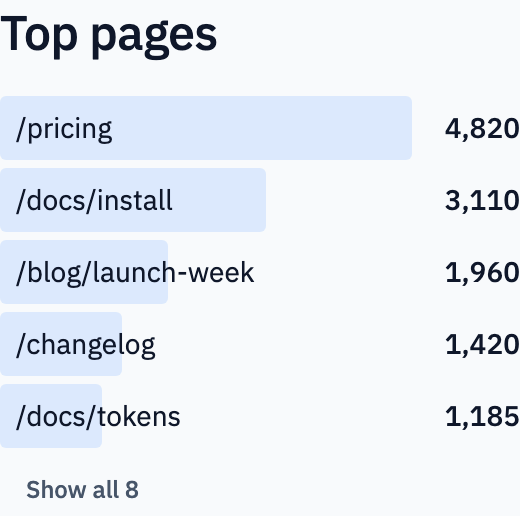 Top pages
/pricing 4,820
/docs/install 3,110
/blog/launch-week 1,960
/changelog 1,420
/docs/tokens 1,185
Show all 8